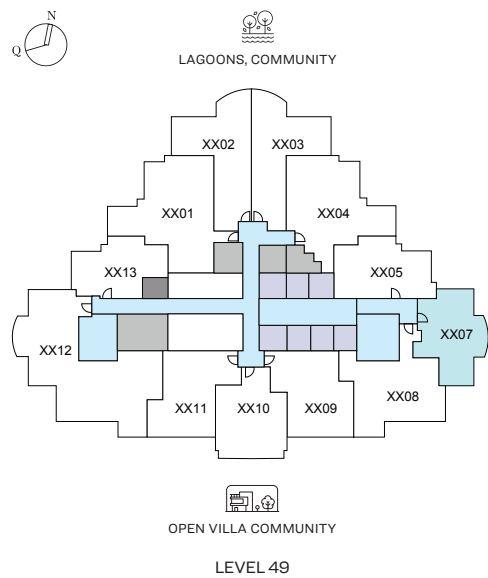 N
Q
LAGOONS, COMMUNITY
XX02 XX03
XX01 XX04
XX13 XX05
XX12 XX07
XX08
XX11 XX10 XX09
OPEN VILLA COMMUNITY
LEVEL 49